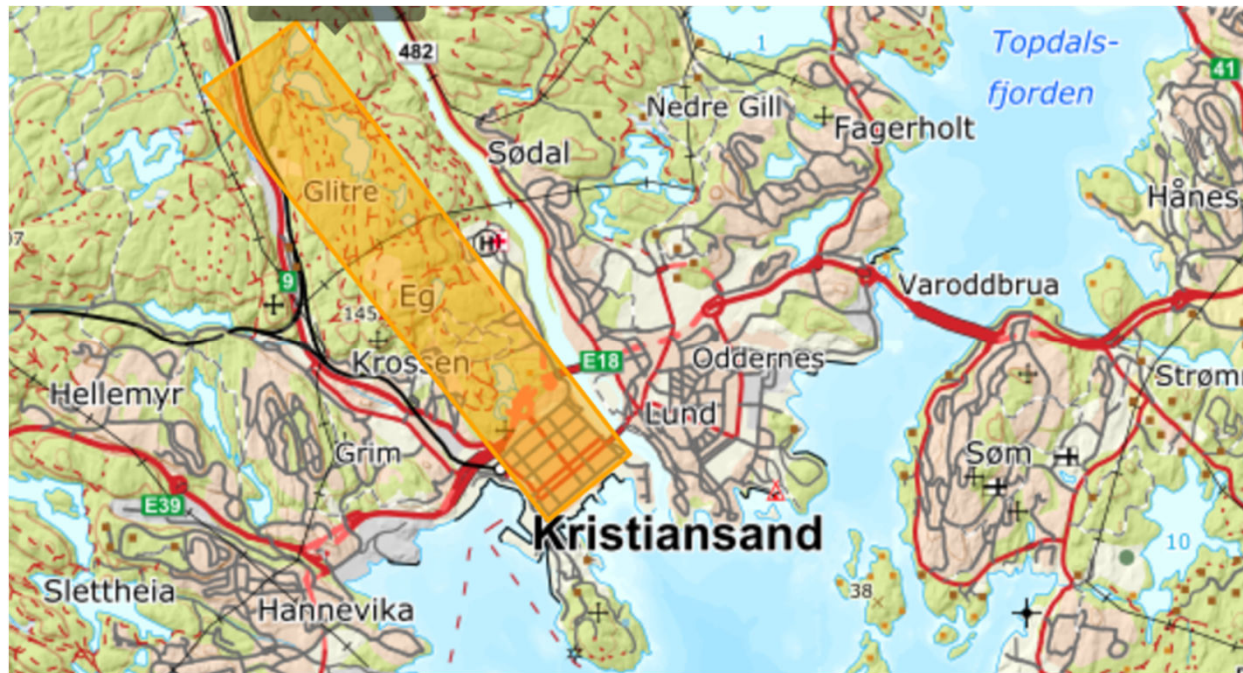 482
Topdals-
fjorden
41
1
Nedre Gill
Fagerholt
Sødal
Hånes
Glitre
H
07
9
Eg
145
Varoddbrua
Krossen
E18
Oddernes
Strømm
Hellemyr
Lund
Grim
Søm
E39
Kristiansand
10
Slettheia
Hannevika
38